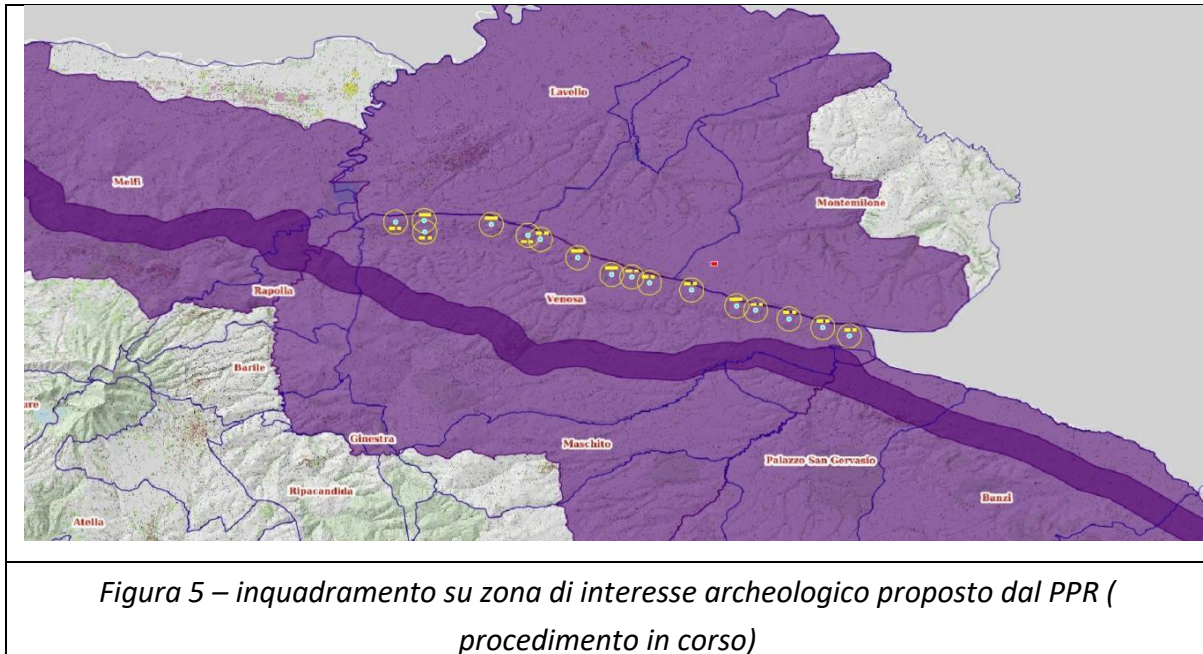 Lavello
Melfi
Montemilone
Rapolla
Venosa
Barile
ure
Ginestra
Maschito
Palazzo San Gervasio
Ripacandida
Banzi
Atella
Figura 5 – inquadramento su zona di interesse archeologico proposto dal PPR (
procedimento in corso)